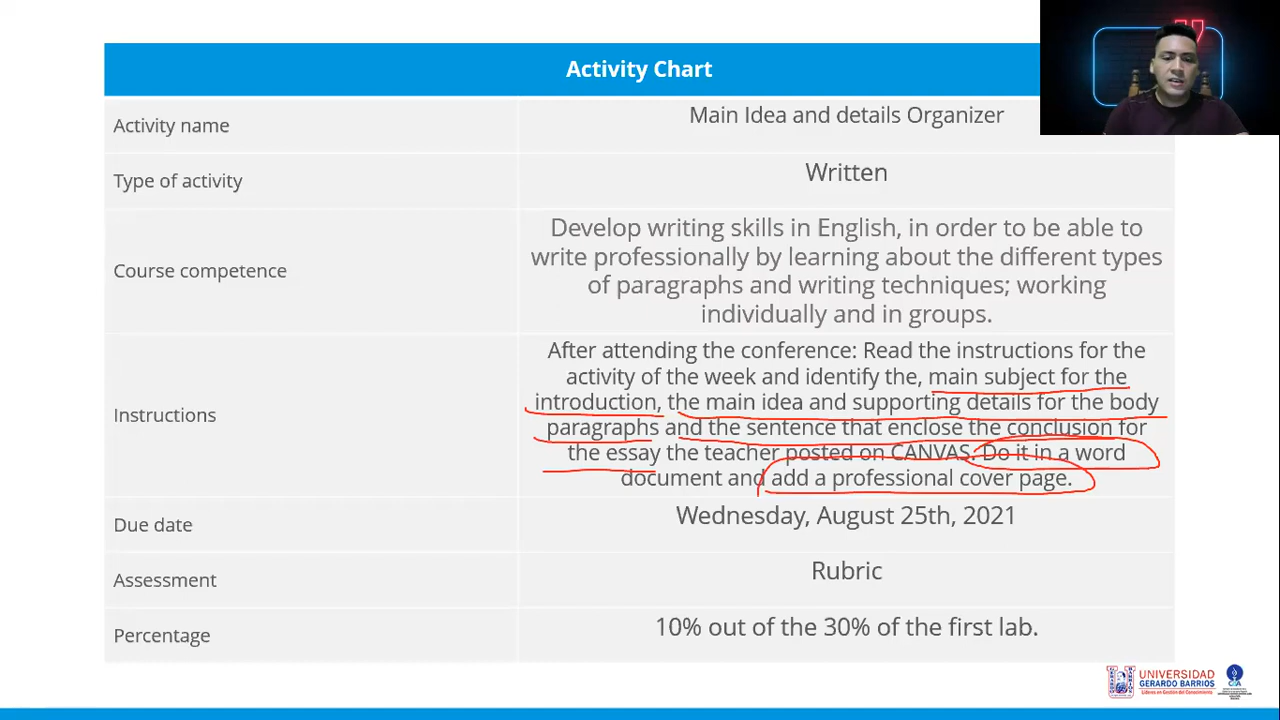 Activity Chart
Activity name
Main Idea and details Organizer
Type of activity
Written
Course competence
Develop writing skills in English, in order to be able to
write professionally by learning about the different types
of paragraphs and writing techniques; working
individually and in groups.
Instructions
After attending the conference: Read the instructions for the
activity of the week and identify the, main subject for the
introduction, the main idea and supporting details for the body
paragraphs and the sentence that enclose the conclusion for
the essay the teacher posted on CANVAS. Do it in a word
document and add a professional cover page.
Due date
Wednesday, August 25th, 2021
Assessment
Rubric
Percentage
10% out of the 30% of the first lab.
UNIVERSIDAD
GERARDO BARRIOS
Líderes en Gestión del Conocimiento